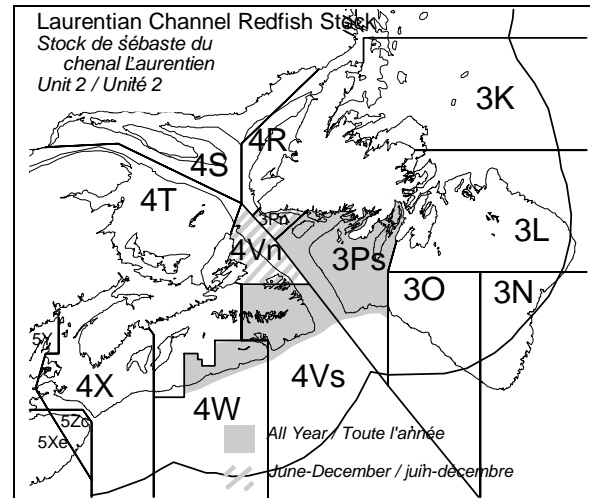 Laurentian Channel Redfish Stock
Stock de sébaste du
chenal Laurentien
Unit 2 / Unité 2
3K
4R
4S
4T
3Pn
3L
4Vn
3Ps
3O
3N
5Y
4X
4Vs
4W
5Zc
5Xe
All Year / Toute l'année
June-December / juin-décembre